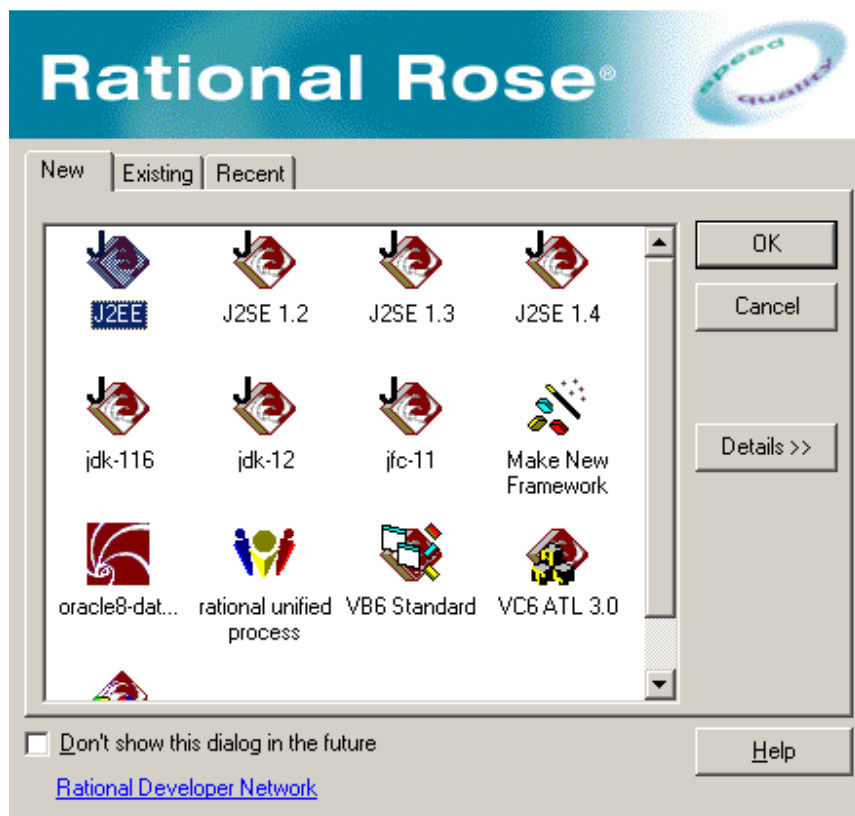 Rational Rose®
speed
quality
New Existing Recent
J2EE J2SE 1.2 J2SE 1.3 J2SE 1.4
OK
Cancel
jdk-116 jdk-12 jfc-11 Make New
Framework
Details >>
oracle8-dat... rational unified
process
VB6 Standard VC6 ATL 3.0
Don't show this dialog in the future
Help
Rational Developer Network